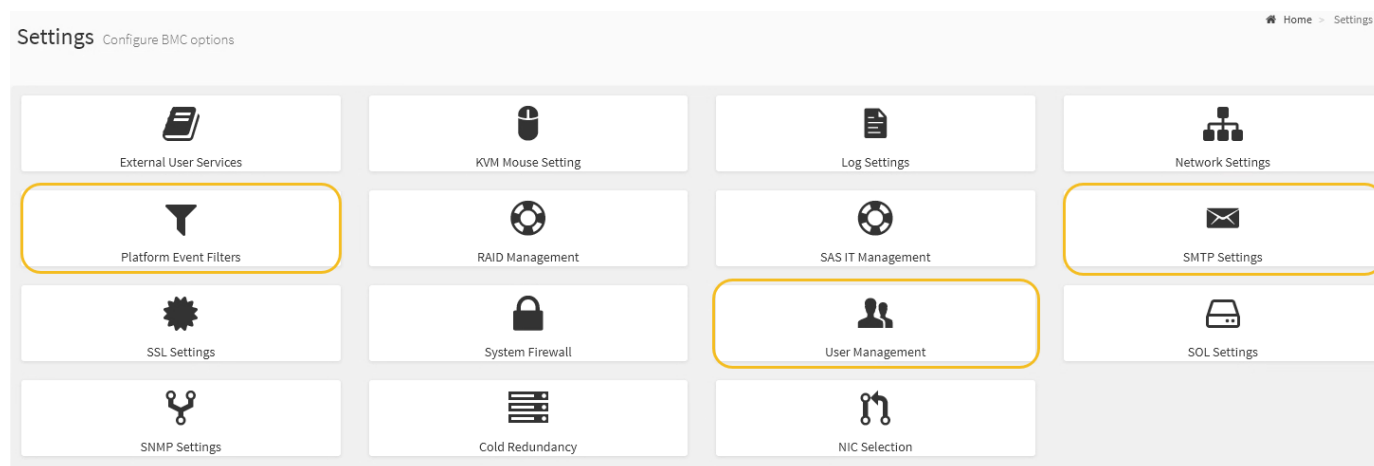 Home > Settings
Settings Configure BMC options
External User Services
KVM Mouse Setting
Log Settings
Network Settings
Platform Event Filters
RAID Management
SAS IT Management
SMTP Settings
SSL Settings
System Firewall
User Management
SOL Settings
SNMP Settings
Cold Redundancy
NIC Selection